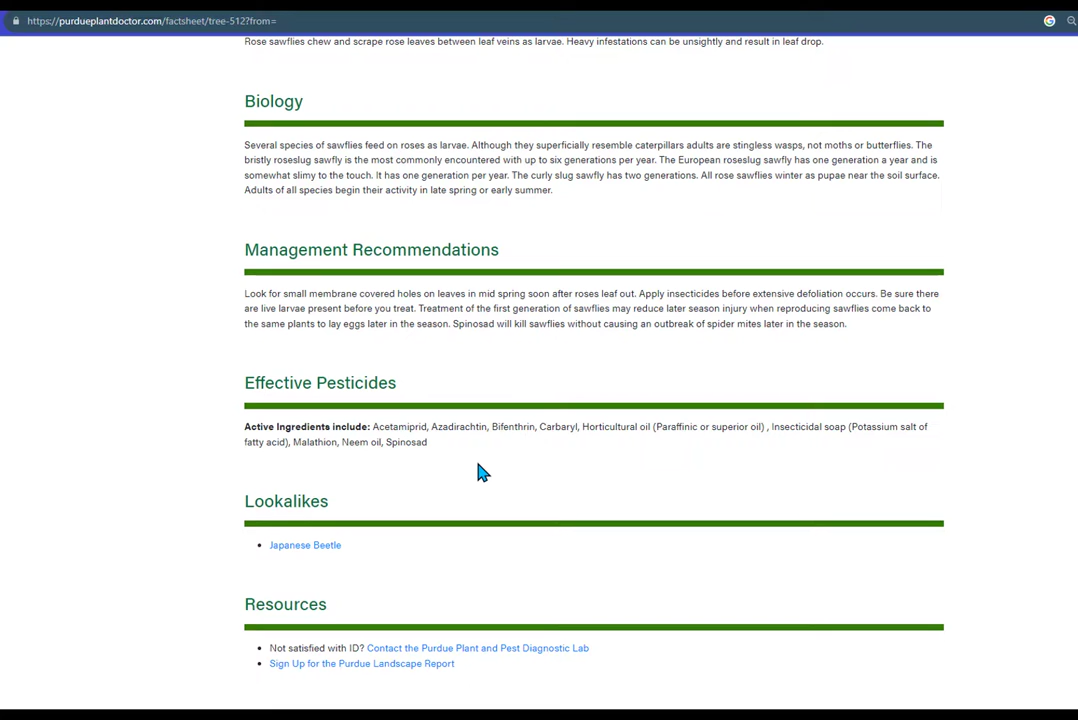 https://purdueplantdoctor.com/factsheet/tree-512?from=
Rose sawflies chew and scrape rose leaves between leaf veins as larvae. Heavy infestations can be unsightly and result in leaf drop.
Biology
Several species of sawflies feed on roses as larvae. Although they superficially resemble caterpillars adults are stingless wasps, not moths or butterflies. The
bristly roseslug sawfly is the most commonly encountered with up to six generations per year. The European roseslug sawfly has one generation a year and is
somewhat slimy to the touch. It has one generation per year. The curly slug sawfly has two generations. All rose sawflies winter as pupae near the soil surface.
Adults of all species begin their activity in late spring or early summer.
Management Recommendations
Look for small membrane covered holes on leaves in mid spring soon after roses leaf out. Apply insecticides before extensive defoliation occurs. Be sure there
are live larvae present before you treat. Treatment of the first generation of sawflies may reduce later season injury when reproducing sawflies come back to
the same plants to lay eggs later in the season. Spinosad will kill sawflies without causing an outbreak of spider mites later in the season.
Effective Pesticides
Active Ingredients include: Acetamiprid, Azadirachtin, Bifenthrin, Carbaryl, Horticultural oil (Paraffinic or superior oil) , Insecticidal soap (Potassium salt of
fatty acid), Malathion, Neem oil, Spinosad
Lookalikes
• Japanese Beetle
Resources
• Not satisfied with ID? Contact the Purdue Plant and Pest Diagnostic Lab
• Sign Up for the Purdue Landscape Report